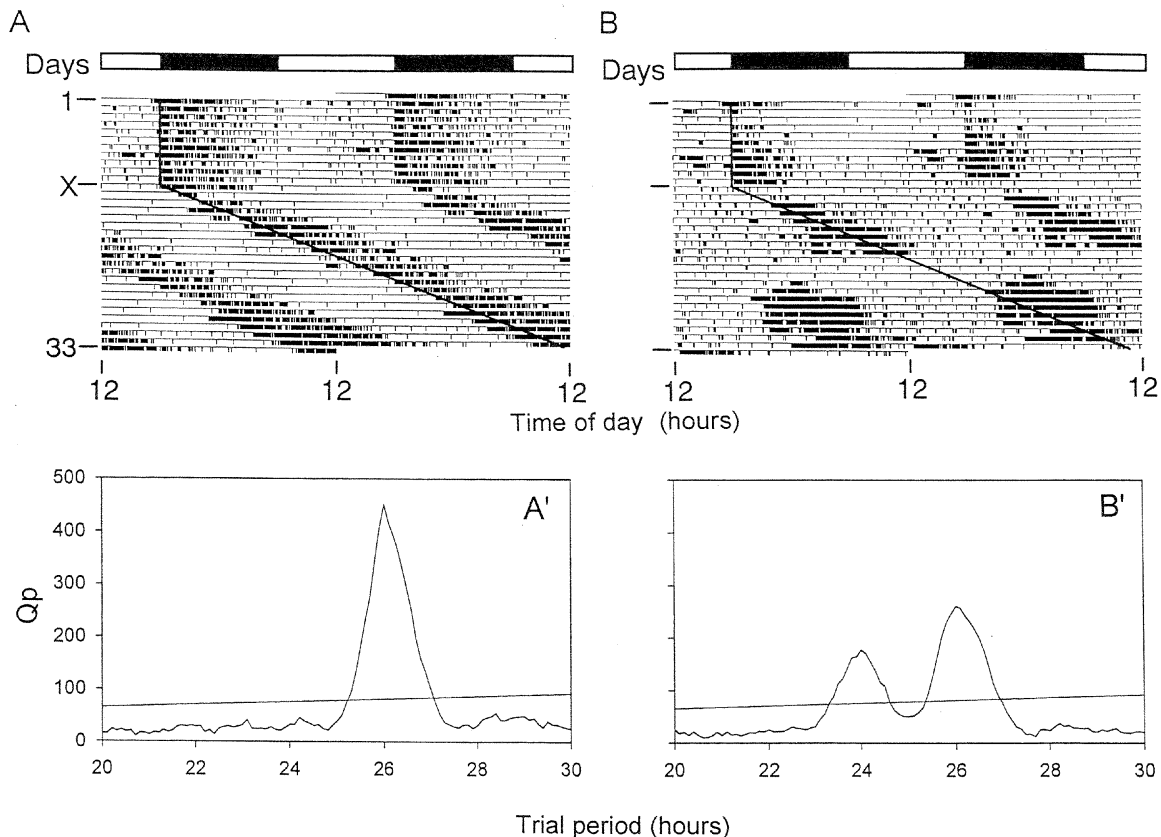 A
B
Days
Days
1
X
33
12 12 12
12 12 12
Time of day (hours)
500
400
300
200
100
0
Qp
A'
B'
20 22 24 26 28 30
20 22 24 26 28 30
Trial period (hours)